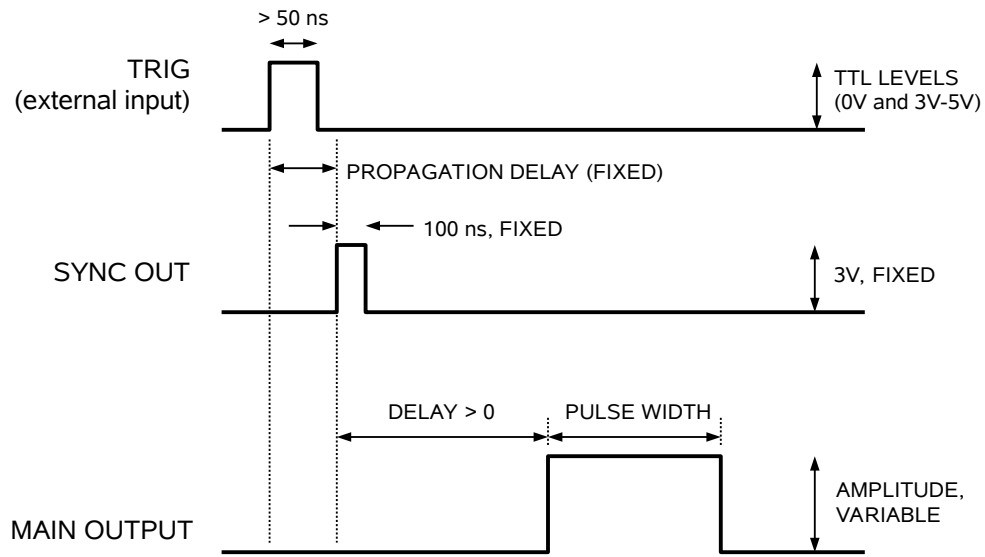 > 50 ns
TRIG
(external input)
TTL LEVELS
(0V and 3V-5V)
PROPAGATION DELAY (FIXED)
100 ns, FIXED
SYNC OUT
3V, FIXED
DELAY > 0
PULSE WIDTH
AMPLITUDE,
VARIABLE
MAIN OUTPUT